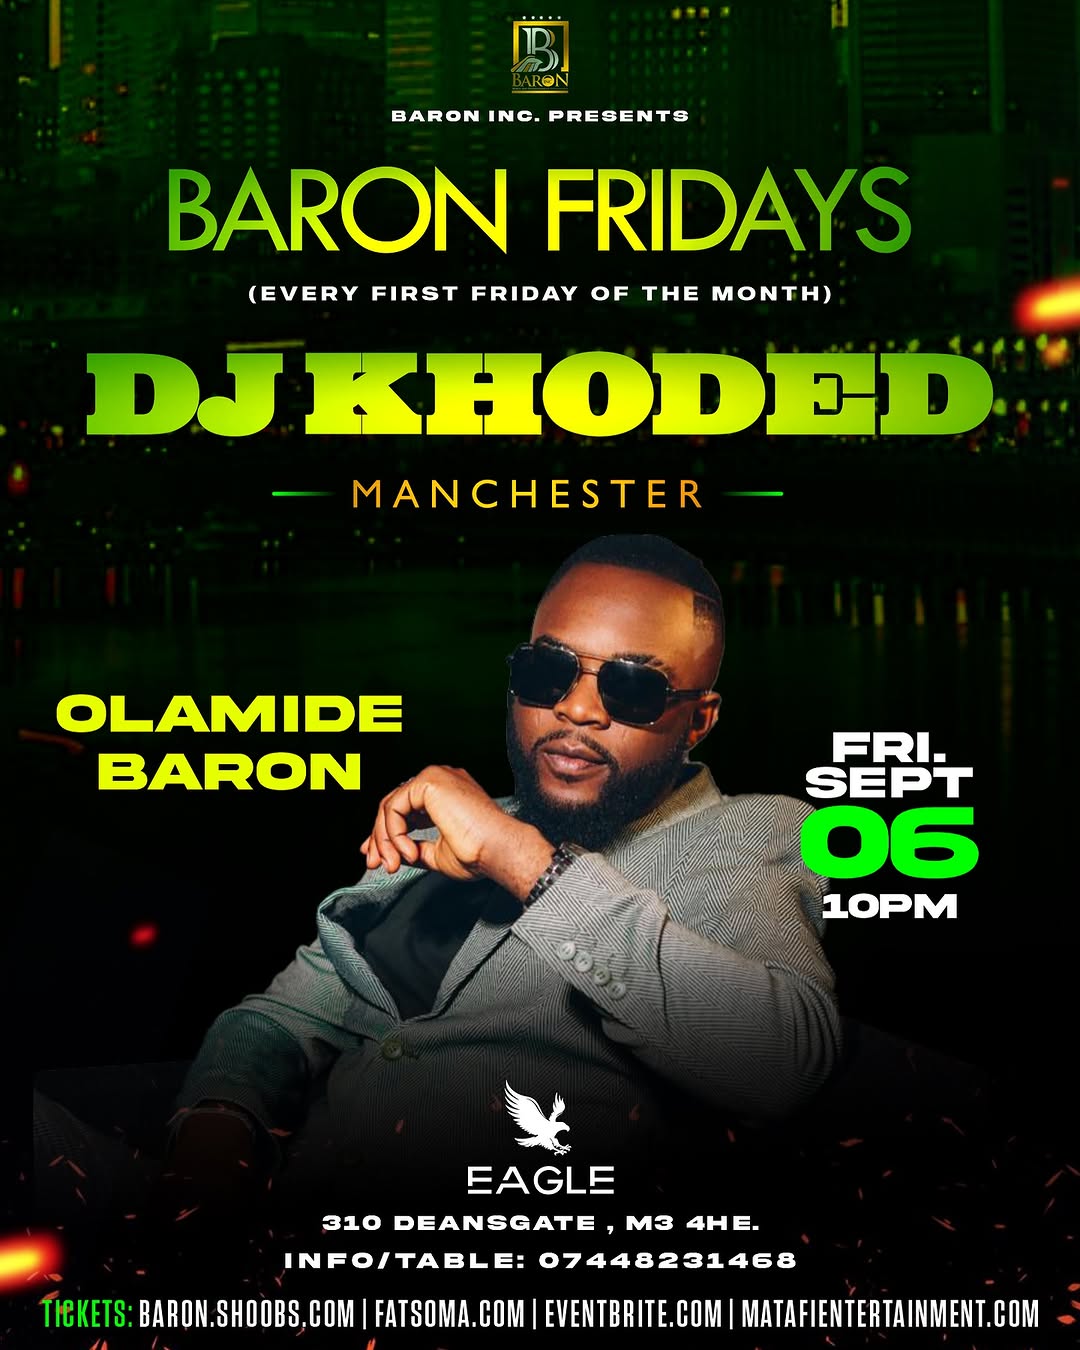 B
BARON
BARON INC. PRESENTS
BARON FRIDAYS
(EVERY FIRST FRIDAY OF THE MONTH)
DJ KHODED
MANCHESTER
OLAMIDE
BARON
FRI.
SEPT
06
10PM
EAGLE
310 DEANSGATE , M3 4HE.
INFO/TABLE: 07448231468
TICKETS: BARON.SHOOBS.COM | FATSOMA.COM | EVENTBRITE.COM | MATAFIENTERTAINMENT.COM